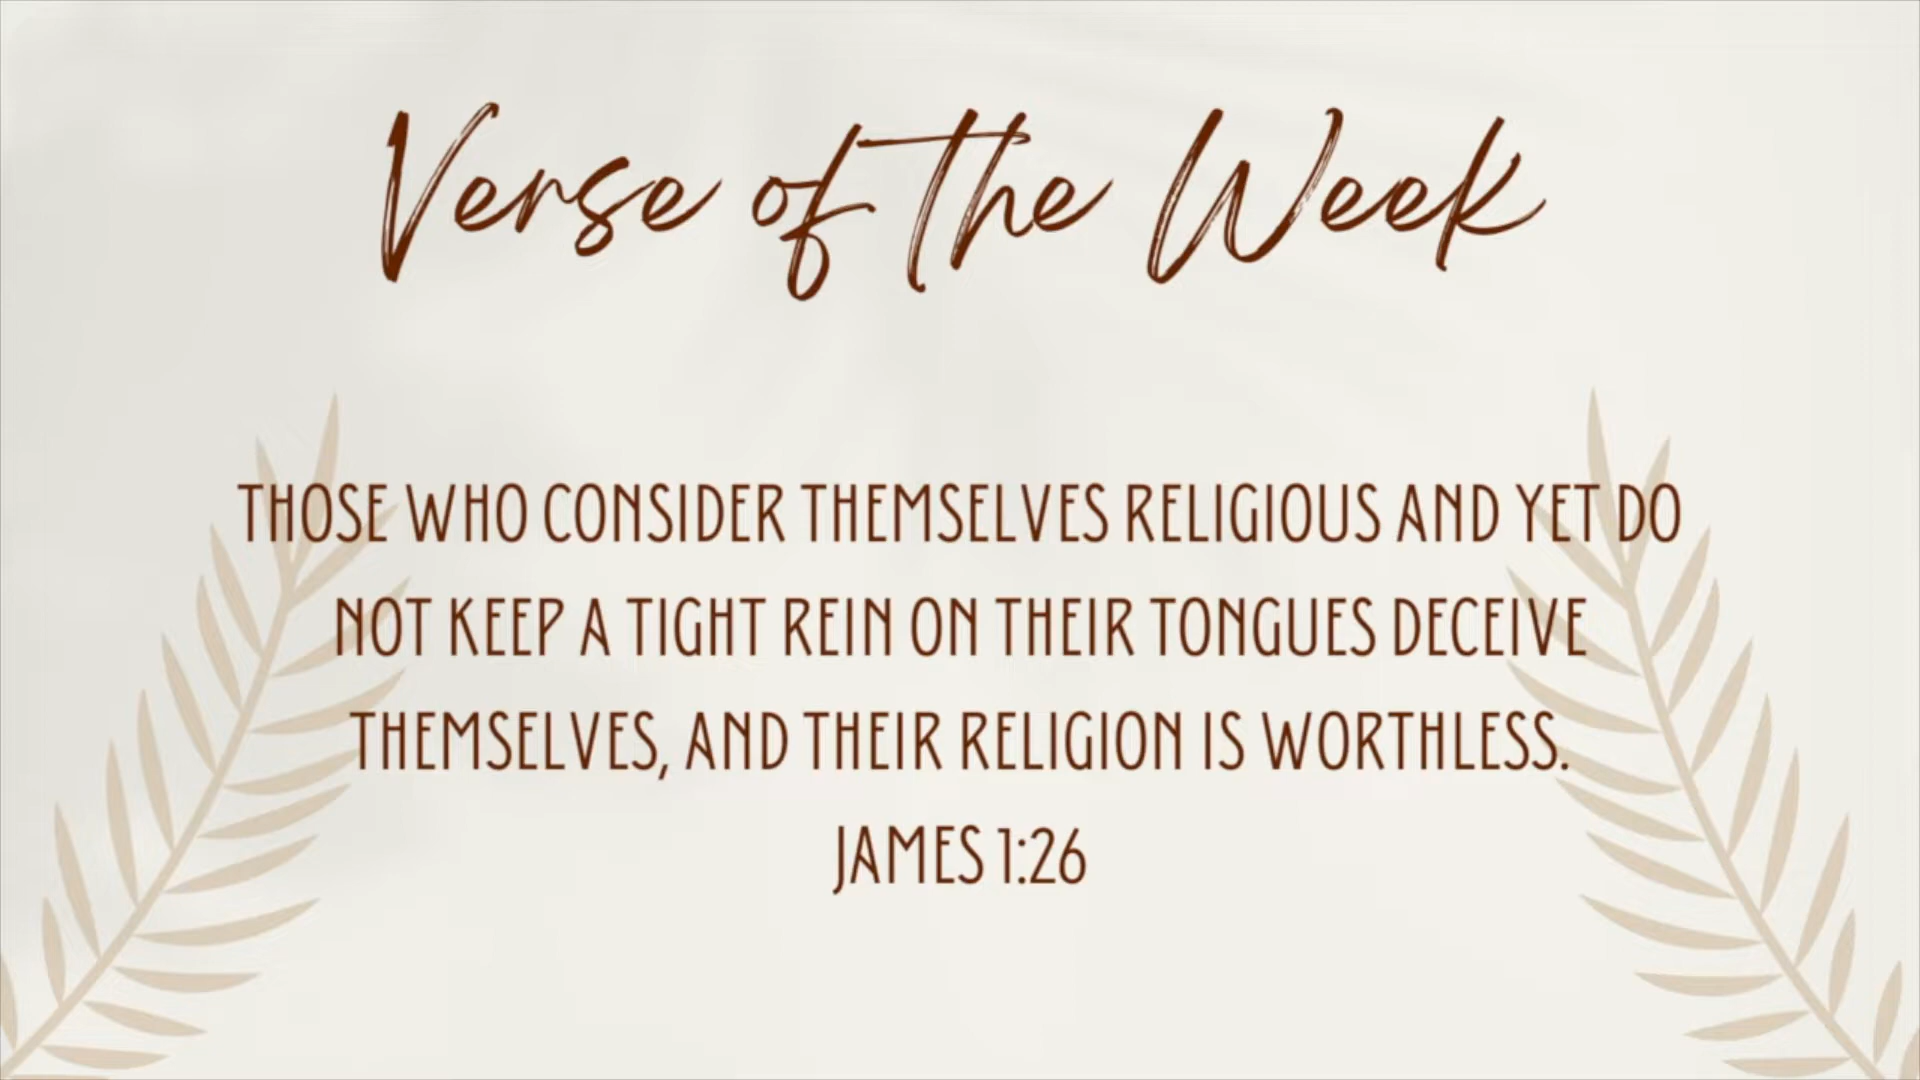 Verse of the Week
THOSE WHO CONSIDER THEMSELVES RELIGIOUS AND YET DO
NOT KEEP A TIGHT REIN ON THEIR TONGUES DECEIVE
THEMSELVES, AND THEIR RELIGION IS WORTHLESS.
JAMES 1:26